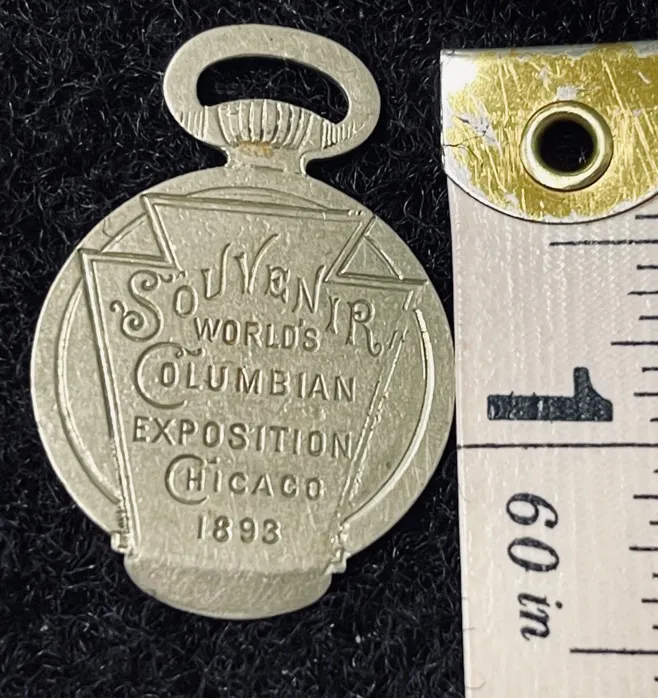 SOUVENIR
WORLD'S
COLUMBIAN
EXPOSITION
CHICAGO
1893
1
60 in